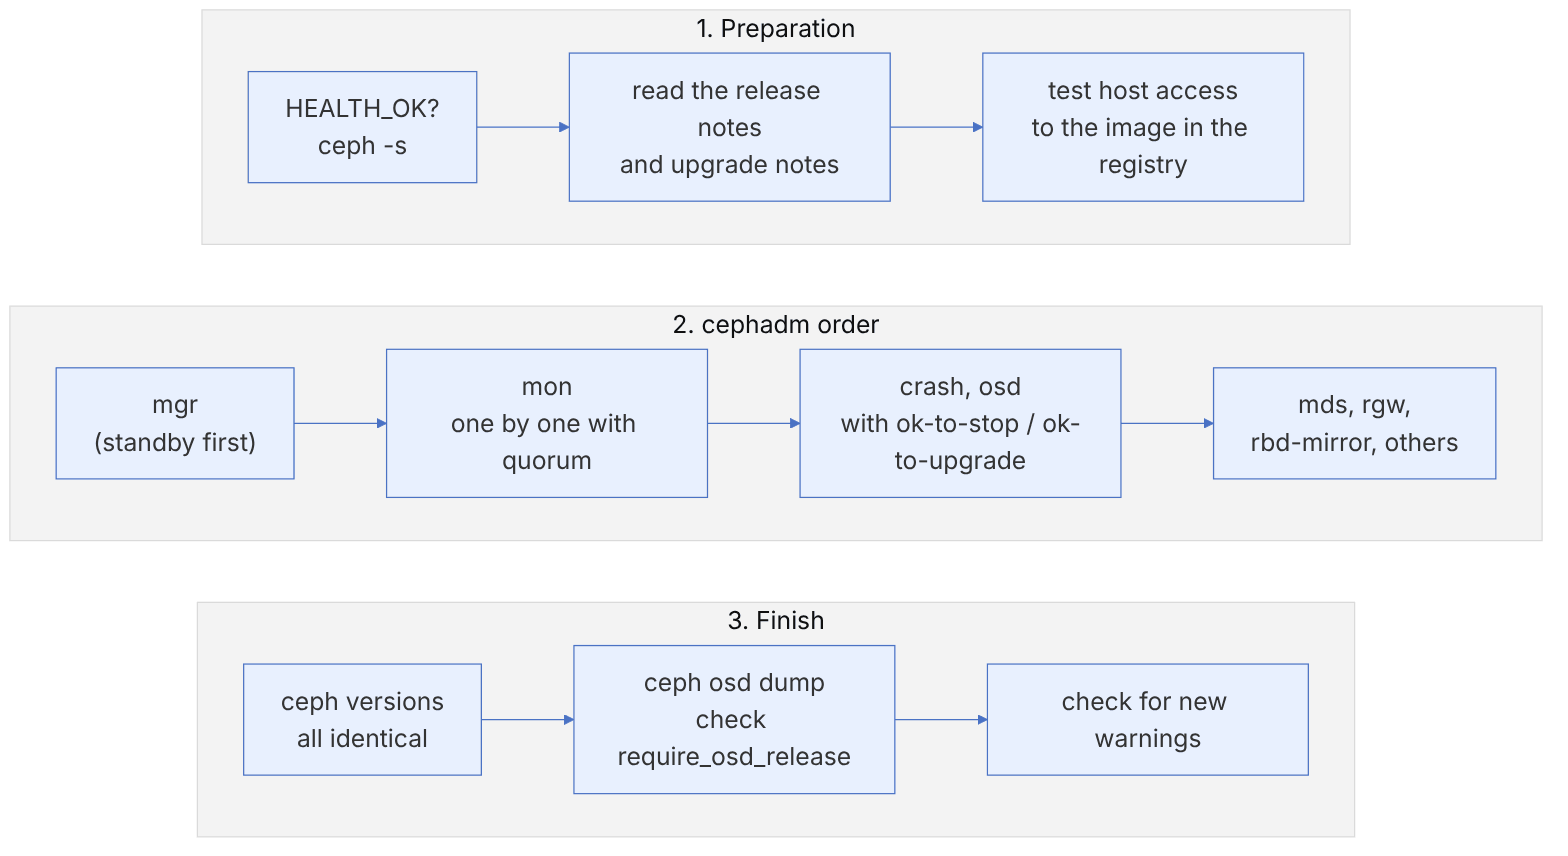 1. Preparation
HEALTH_OK?
ceph -s
read the release
notes
and upgrade notes
test host access
to the image in the
registry
2. cephadm order
mgr
(standby first)
mon
one by one with
quorum
crash, osd
with ok-to-stop / ok-
to-upgrade
mds, rgw,
rbd-mirror, others
3. Finish
ceph versions
all identical
ceph osd dump
check
require_osd_release
check for new
warnings